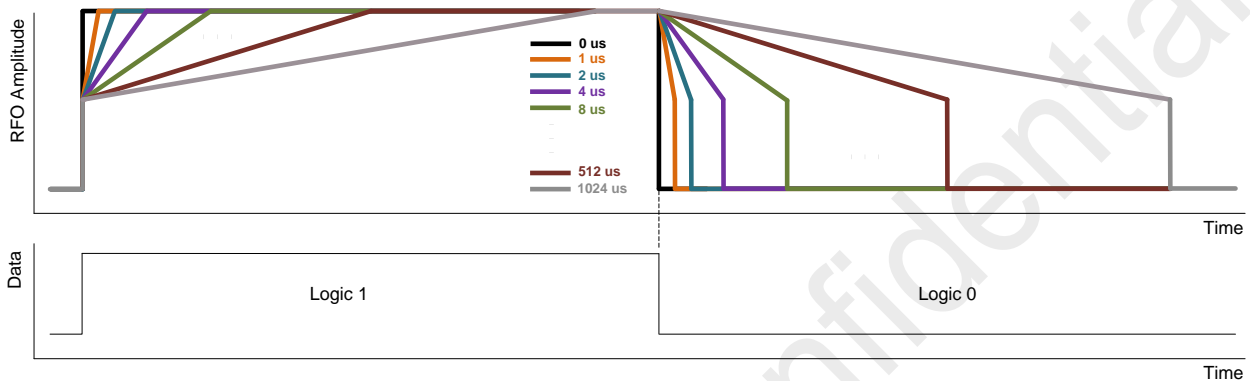 RFO Amplitude
0 us
1 us
2 us
4 us
8 us
512 us
1024 us
Time
Data
Logic 1
Logic 0
Time